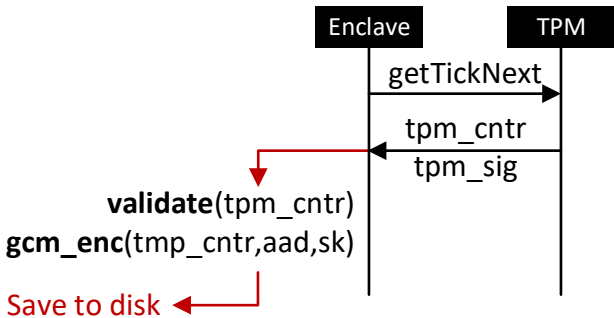 Enclave
TPM
getTickNext
tpm_cntr
tpm_sig
validate(tpm_cntr)
gcm_enc(tmp_cntr,aad,sk)
Save to disk